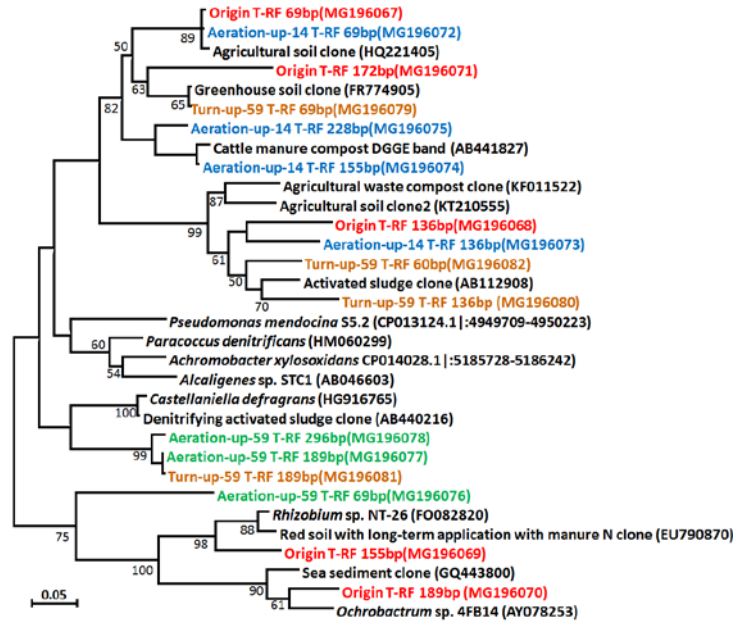 Origin T-RF 69bp(MG196067)
50
89
Aeration-up-14 T-RF 69bp(MG196072)
Agricultural soil clone (HQ221405)
Origin T-RF 172bp(MG196071)
63
Greenhouse soil clone (FR774905)
82
65
Turn-up-59 T-RF 69bp(MG196079)
Aeration-up-14 T-RF 228bp(MG196075)
Cattle manure compost DGGE band (AB441827)
Aeration-up-14 T-RF 155bp(MG196074)
Agricultural waste compost clone (KF011522)
87
Agricultural soil clone2 (KT210555)
99
Origin T-RF 136bp(MG196068)
Aeration-up-14 T-RF 136bp(MG196073)
61
Turn-up-59 T-RF 60bp(MG196082)
50
Activated sludge clone (AB112908)
Turn-up-59 T-RF 136bp (MG196080)
70
Pseudomonas mendocina S5.2 (CP013124.1|:4949709-4950223)
Paracoccus denitrificans (HM060299)
60
Achromobacter xylosoxidans CP014028.1|:5185728-5186242)
54
Alcaligenes sp. STC1 (AB046603)
Castellaniella defragrans (HG916765)
100
Denitrifying activated sludge clone (AB440216)
Aeration-up-59 T-RF 296bp(MG196078)
99
Aeration-up-59 T-RF 189bp(MG196077)
Turn-up-59 T-RF 189bp(MG196081)
Aeration-up-59 T-RF 69bp(MG196076)
75
Rhizobium sp. NT-26 (FO082820)
88
Red soil with long-term application with manure N clone (EU790870)
98
Origin T-RF 155bp(MG196069)
100
Sea sediment clone (GQ443800)
90
Origin T-RF 189bp (MG196070)
61
Ochrobactrum sp. 4FB14 (AY078253)
0.05